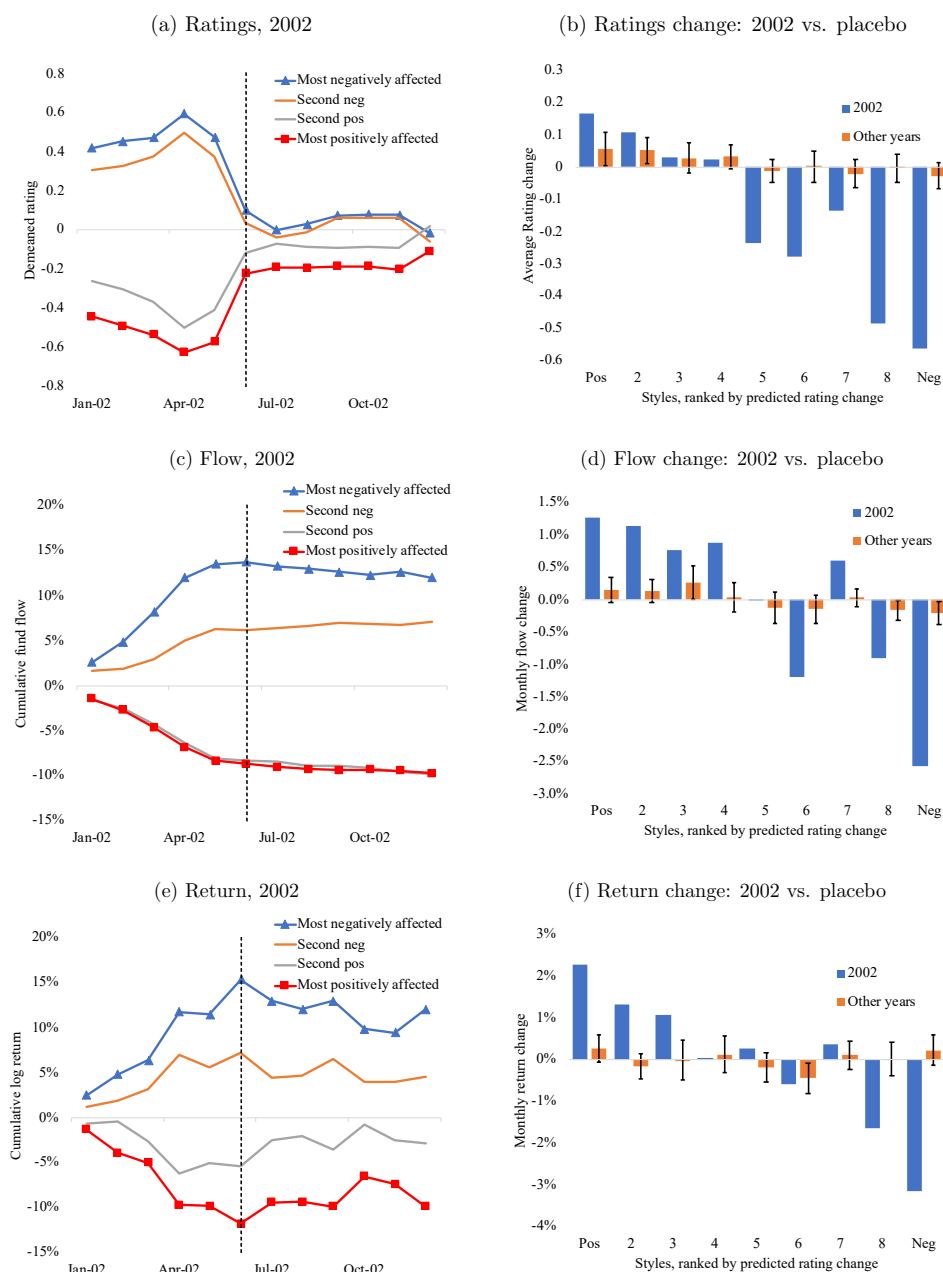 (a) Ratings, 2002
0.8
0.6
0.4
0.2
0
-0.2
-0.4
-0.6
-0.8
Demeaned rating
Most negatively affected
Second neg
Second pos
Most positively affected
Jan-02 Apr-02 Jul-02 Oct-02
(b) Ratings change: 2002 vs. placebo
0.3
0.2
0.1
0
-0.1
-0.2
-0.3
-0.4
-0.5
-0.6
Average Rating change
2002
Other years
Pos 2 3 4 5 6 7 8 Neg
Styles, ranked by predicted rating change
(c) Flow, 2002
20%
15%
10%
5%
0%
-5%
-10%
-15%
Cumulative fund flow
Most negatively affected
Second neg
Second pos
Most positively affected
Jan-02 Apr-02 Jul-02 Oct-02
(d) Flow change: 2002 vs. placebo
1.5%
1.0%
0.5%
0.0%
-0.5%
-1.0%
-1.5%
-2.0%
-2.5%
-3.0%
Monthly flow change
2002
Other years
Pos 2 3 4 5 6 7 8 Neg
Styles, ranked by predicted rating change
(e) Return, 2002
20%
15%
10%
5%
0%
-5%
-10%
-15%
Cumulative log return
Most negatively affected
Second neg
Second pos
Most positively affected
Jan-02 Apr-02 Jul-02 Oct-02
(f) Return change: 2002 vs. placebo
3%
2%
1%
0%
-1%
-2%
-3%
-4%
Monthly return change
2002
Other years
Pos 2 3 4 5 6 7 8 Neg
Styles, ranked by predicted rating change